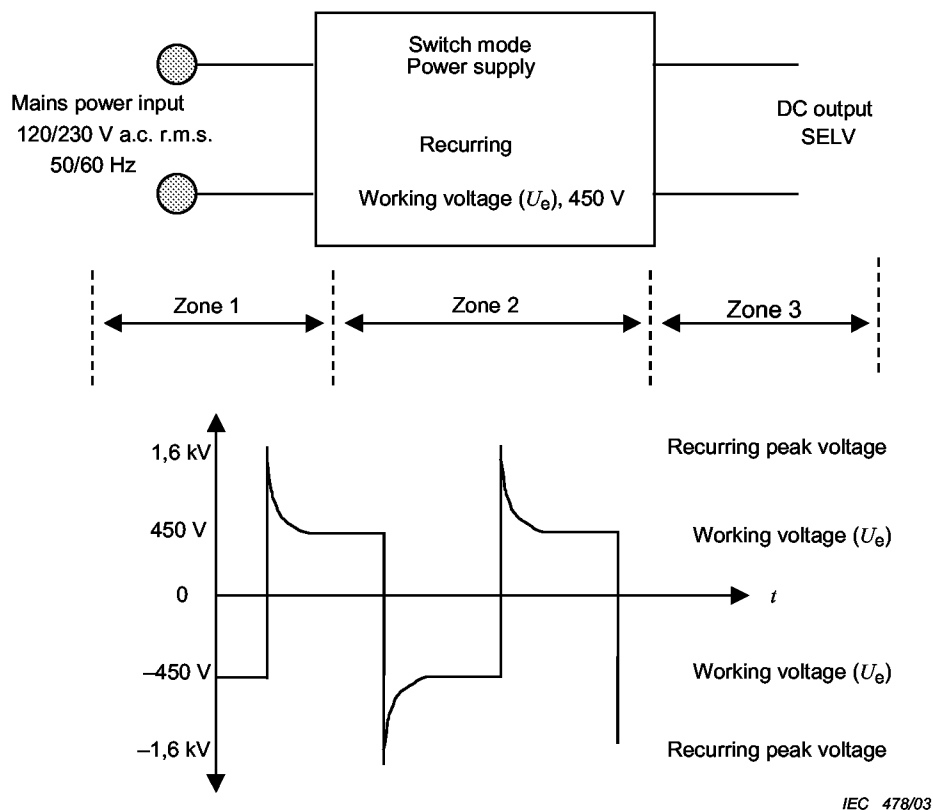 Switch mode
Power supply
Mains power input
120/230 V a.c. r.m.s.
50/60 Hz
Recurring
Working voltage (Ue), 450 V
DC output
SELV
Zone 1
Zone 2
Zone 3
1,6 kV
Recurring peak voltage
450 V
Working voltage (Ue)
0
t
–450 V
Working voltage (Ue)
–1,6 kV
Recurring peak voltage
IEC 478/03